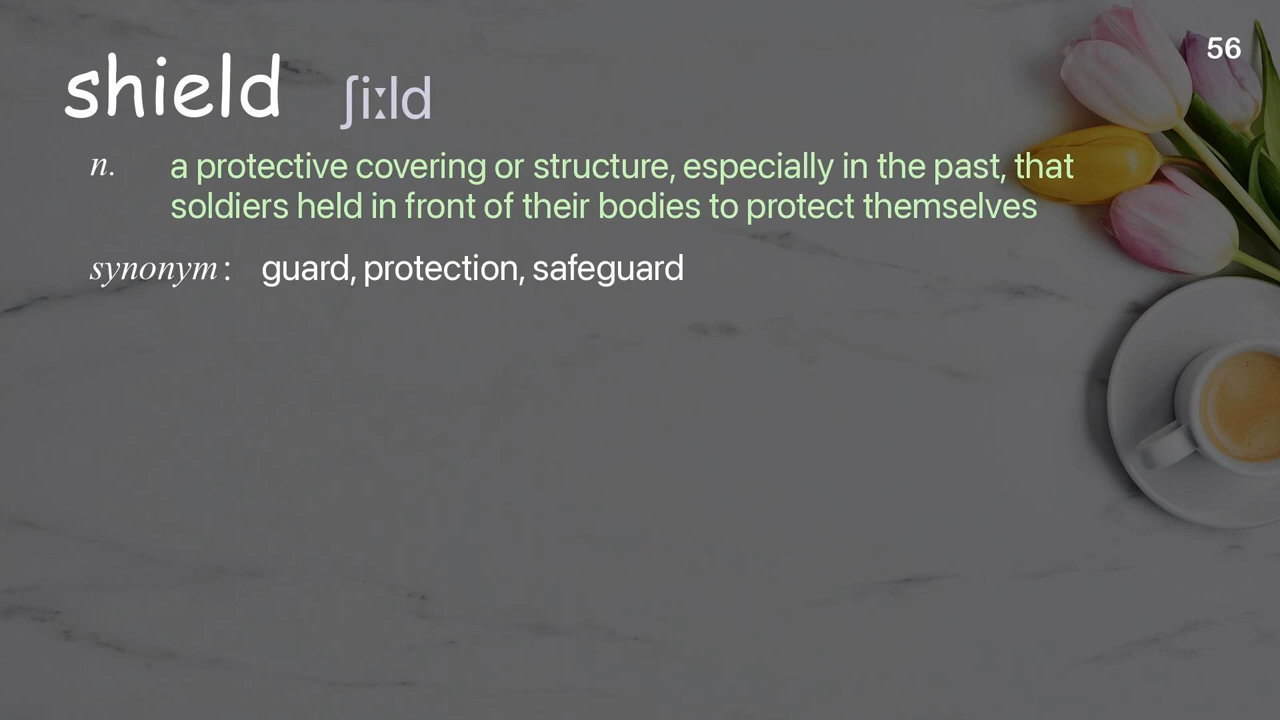 56
shield ʃiːld
n. a protective covering or structure, especially in the past, that
soldiers held in front of their bodies to protect themselves
synonym : guard, protection, safeguard